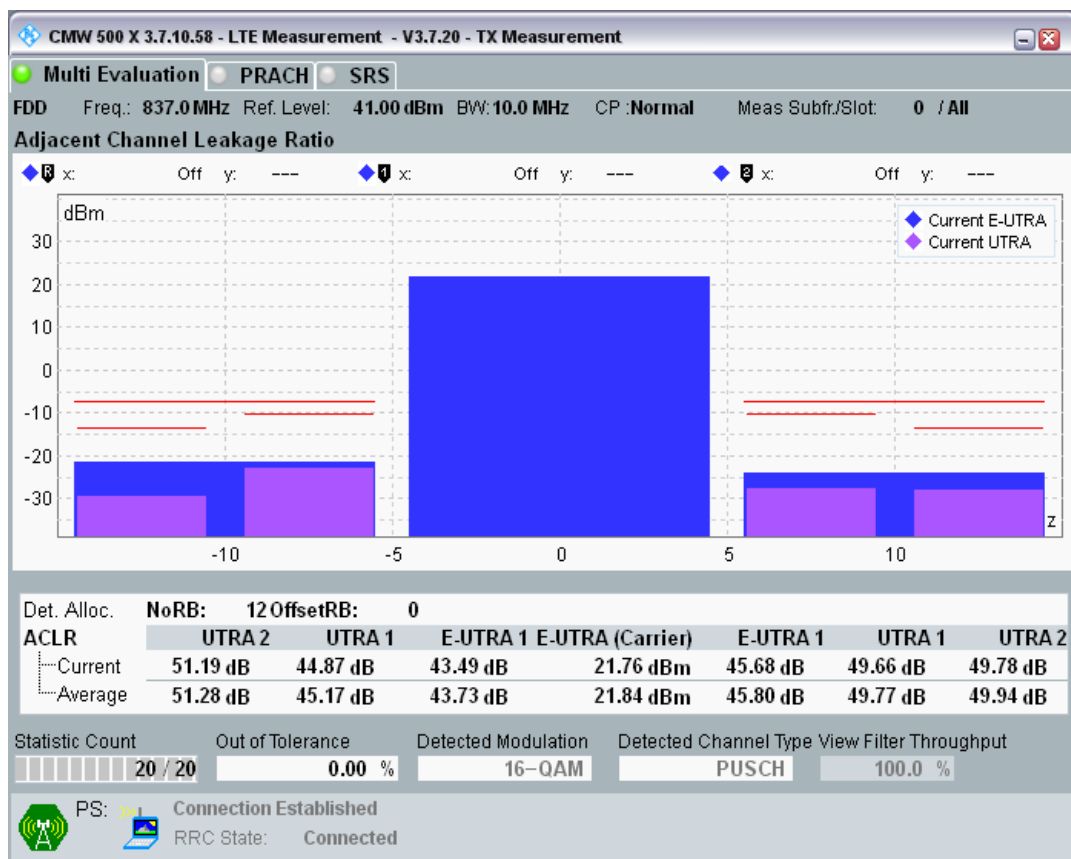 CMW 500 X 3.7.10.58 - LTE Measurement - V3.7.20 - TX Measurement
Multi Evaluation PRACH SRS
FDD Freq.: 837.0 MHz Ref. Level: 41.00 dBm BW: 10.0 MHz CP :Normal Meas Subfr./Slot: 0 / All
Adjacent Channel Leakage Ratio
R x: Off y: --- 1 x: Off y: --- 2 x: Off y: ---
dBm
Current E-UTRA
Current UTRA
30
20
10
0
-10
-20
-30
z
-10 -5 0 5 10
Det. Alloc. NoRB: 12 OffsetRB: 0
ACLR UTRA 2 UTRA 1 E-UTRA 1 E-UTRA (Carrier) E-UTRA 1 UTRA 1 UTRA 2
Current 51.19 dB 44.87 dB 43.49 dB 21.76 dBm 45.68 dB 49.66 dB 49.78 dB
Average 51.28 dB 45.17 dB 43.73 dB 21.84 dBm 45.80 dB 49.77 dB 49.94 dB
Statistic Count Out of Tolerance Detected Modulation Detected Channel Type View Filter Throughput
20 / 20 0.00 % 16-QAM PUSCH 100.0 %
PS: Connection Established
RRC State: Connected